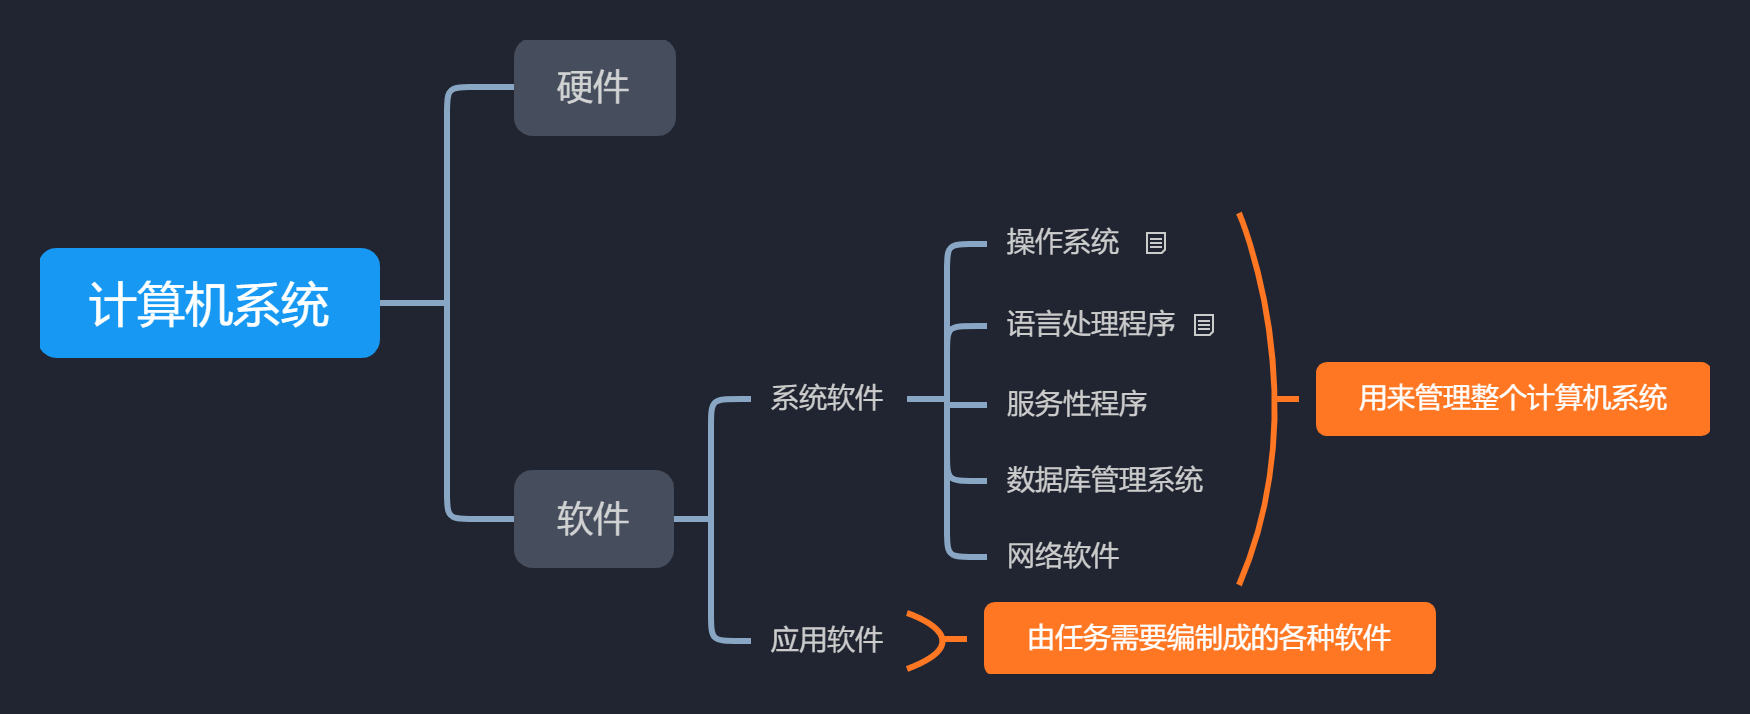 计算机系统
硬件
软件
系统软件
操作系统
语言处理程序
服务性程序
数据库管理系统
网络软件
用来管理整个计算机系统
应用软件
由任务需要编制成的各种软件